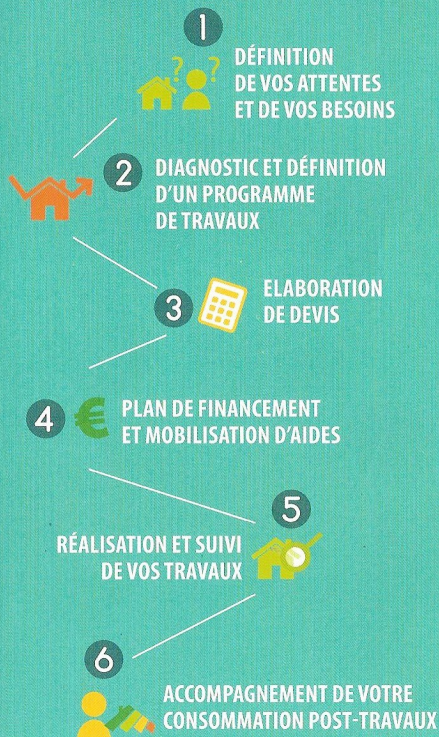 1
? ?
DÉFINITION
DE VOS ATTENTES
ET DE VOS BESOINS
2
DIAGNOSTIC ET DÉFINITION
D'UN PROGRAMME
DE TRAVAUX
3
ELABORATION
DE DEVIS
4
€
PLAN DE FINANCEMENT
ET MOBILISATION D'AIDES
5
RÉALISATION ET SUIVI
DE VOS TRAVAUX
6
ACCOMPAGNEMENT DE VOTRE
CONSOMMATION POST-TRAVAUX